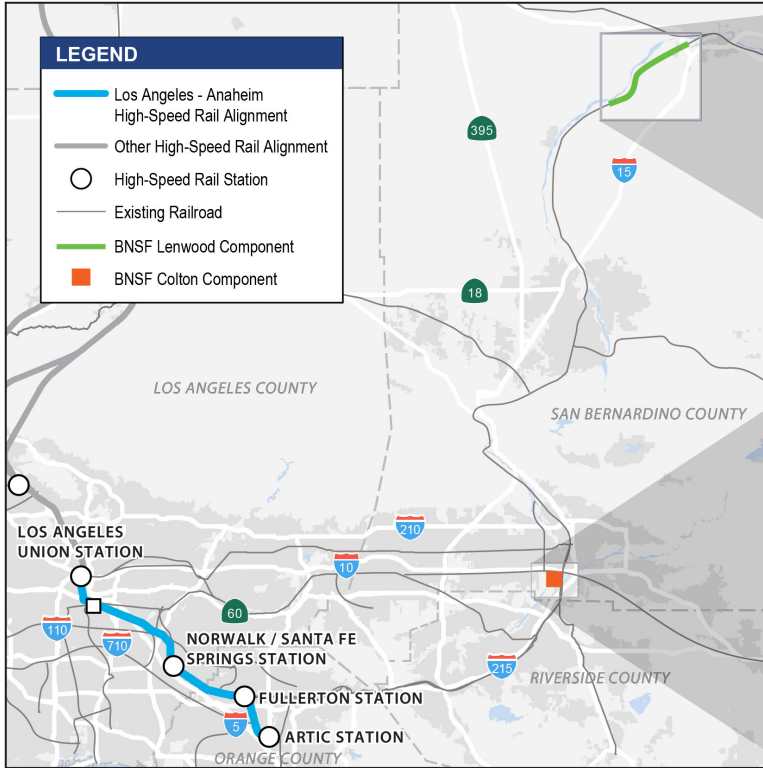 LEGEND
Los Angeles - Anaheim
High-Speed Rail Alignment
Other High-Speed Rail Alignment
High-Speed Rail Station
Existing Railroad
BNSF Lenwood Component
BNSF Colton Component
395
15
18
LOS ANGELES COUNTY
SAN BERNARDINO COUNTY
LOS ANGELES
UNION STATION
210
10
60
110
710
NORWALK / SANTA FE
SPRINGS STATION
215
RIVERSIDE COUNTY
FULLERTON STATION
5
ARTIC STATION
ORANGE COUNTY